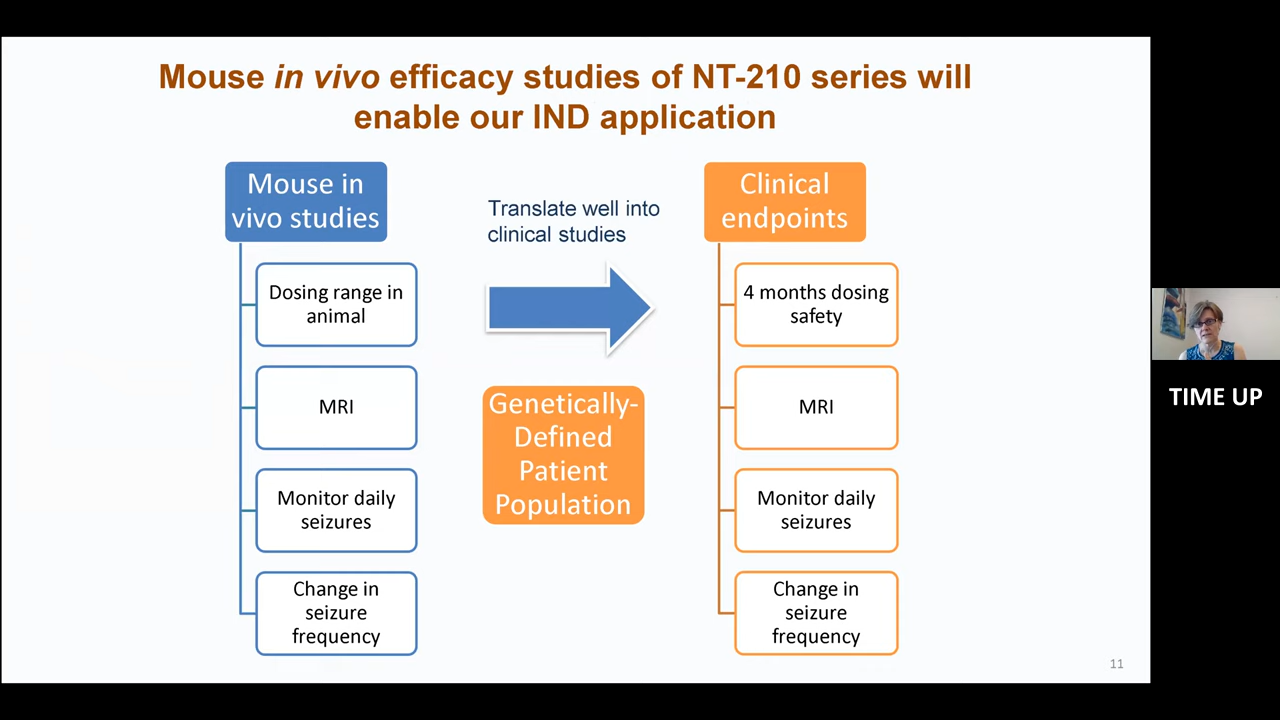 Mouse in vivo efficacy studies of NT-210 series will
enable our IND application
Mouse in
vivo studies
Dosing range in
animal
MRI
Monitor daily
seizures
Change in
seizure
frequency
Translate well into
clinical studies
Genetically-
Defined
Patient
Population
Clinical
endpoints
4 months dosing
safety
MRI
Monitor daily
seizures
Change in
seizure
frequency
11
TIME UP